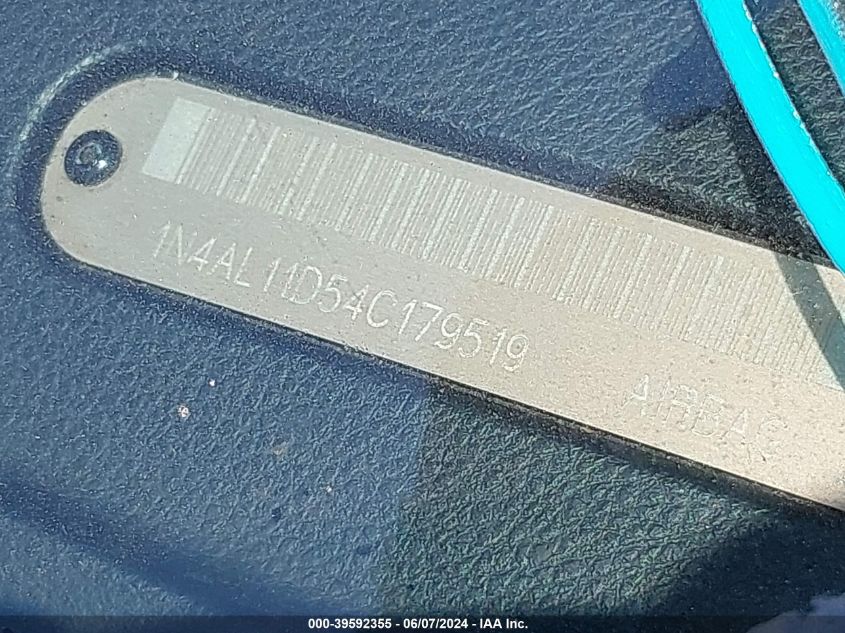 1N4AL11D54C179519
AIRBAG
000-39592355 - 06/07/2024 - IAA Inc.